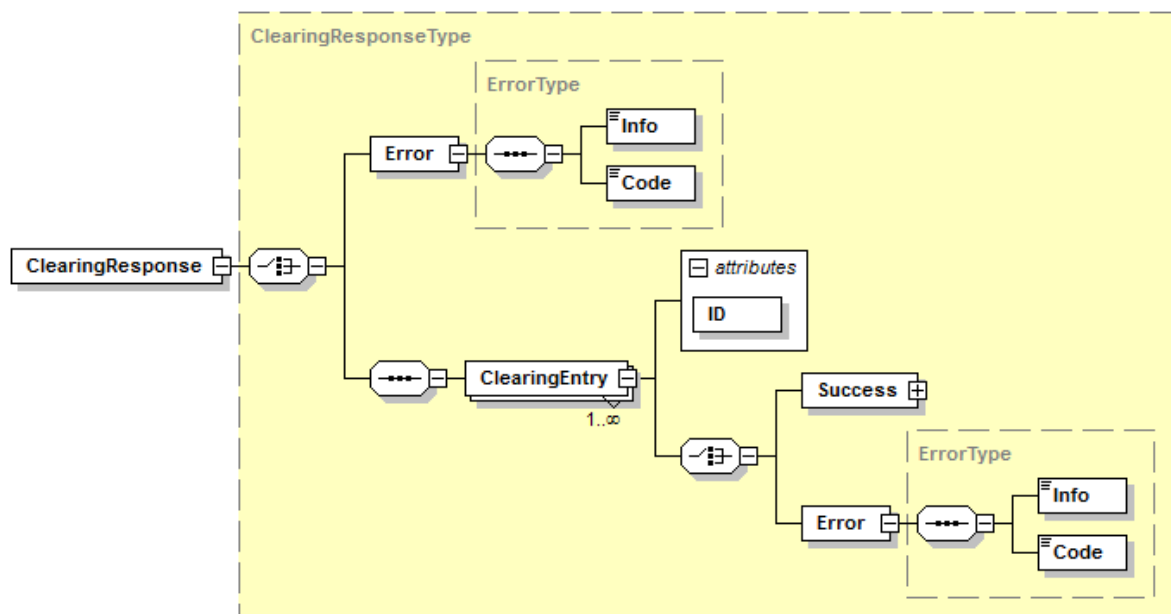 ClearingResponseType
ErrorType
Info
Error
Code
ClearingResponse
attributes
ID
ClearingEntry
1..∞
Success
ErrorType
Info
Error
Code